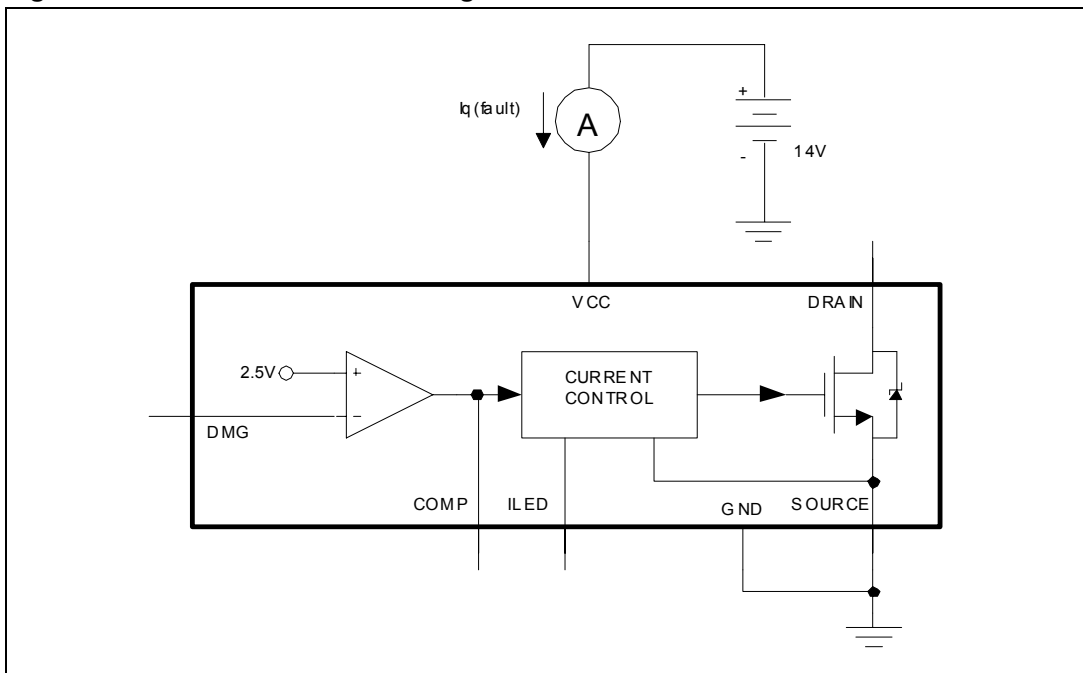 Iq(fault)
A
+
-
14V
VCC
DRAIN
2.5V
+
−
DMG
CURRENT
CONTROL
COMP
ILED
GND
SOURCE